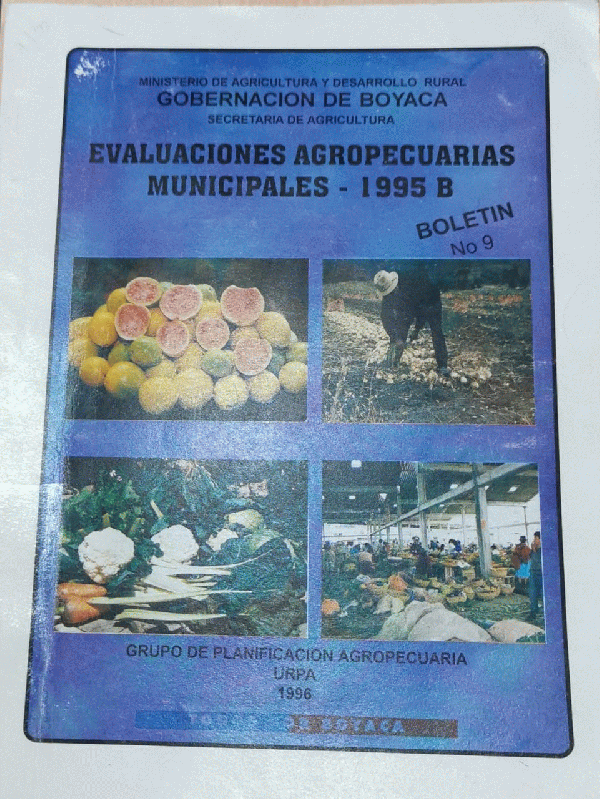 MINISTERIO DE AGRICULTURA Y DESARROLLO RURAL
GOBERNACION DE BOYACA
SECRETARIA DE AGRICULTURA
EVALUACIONES AGROPECUARIAS
MUNICIPALES - 1995 B
BOLETIN
No 9
GRUPO DE PLANIFICACION AGROPECUARIA
URPA
1996
BOYACA